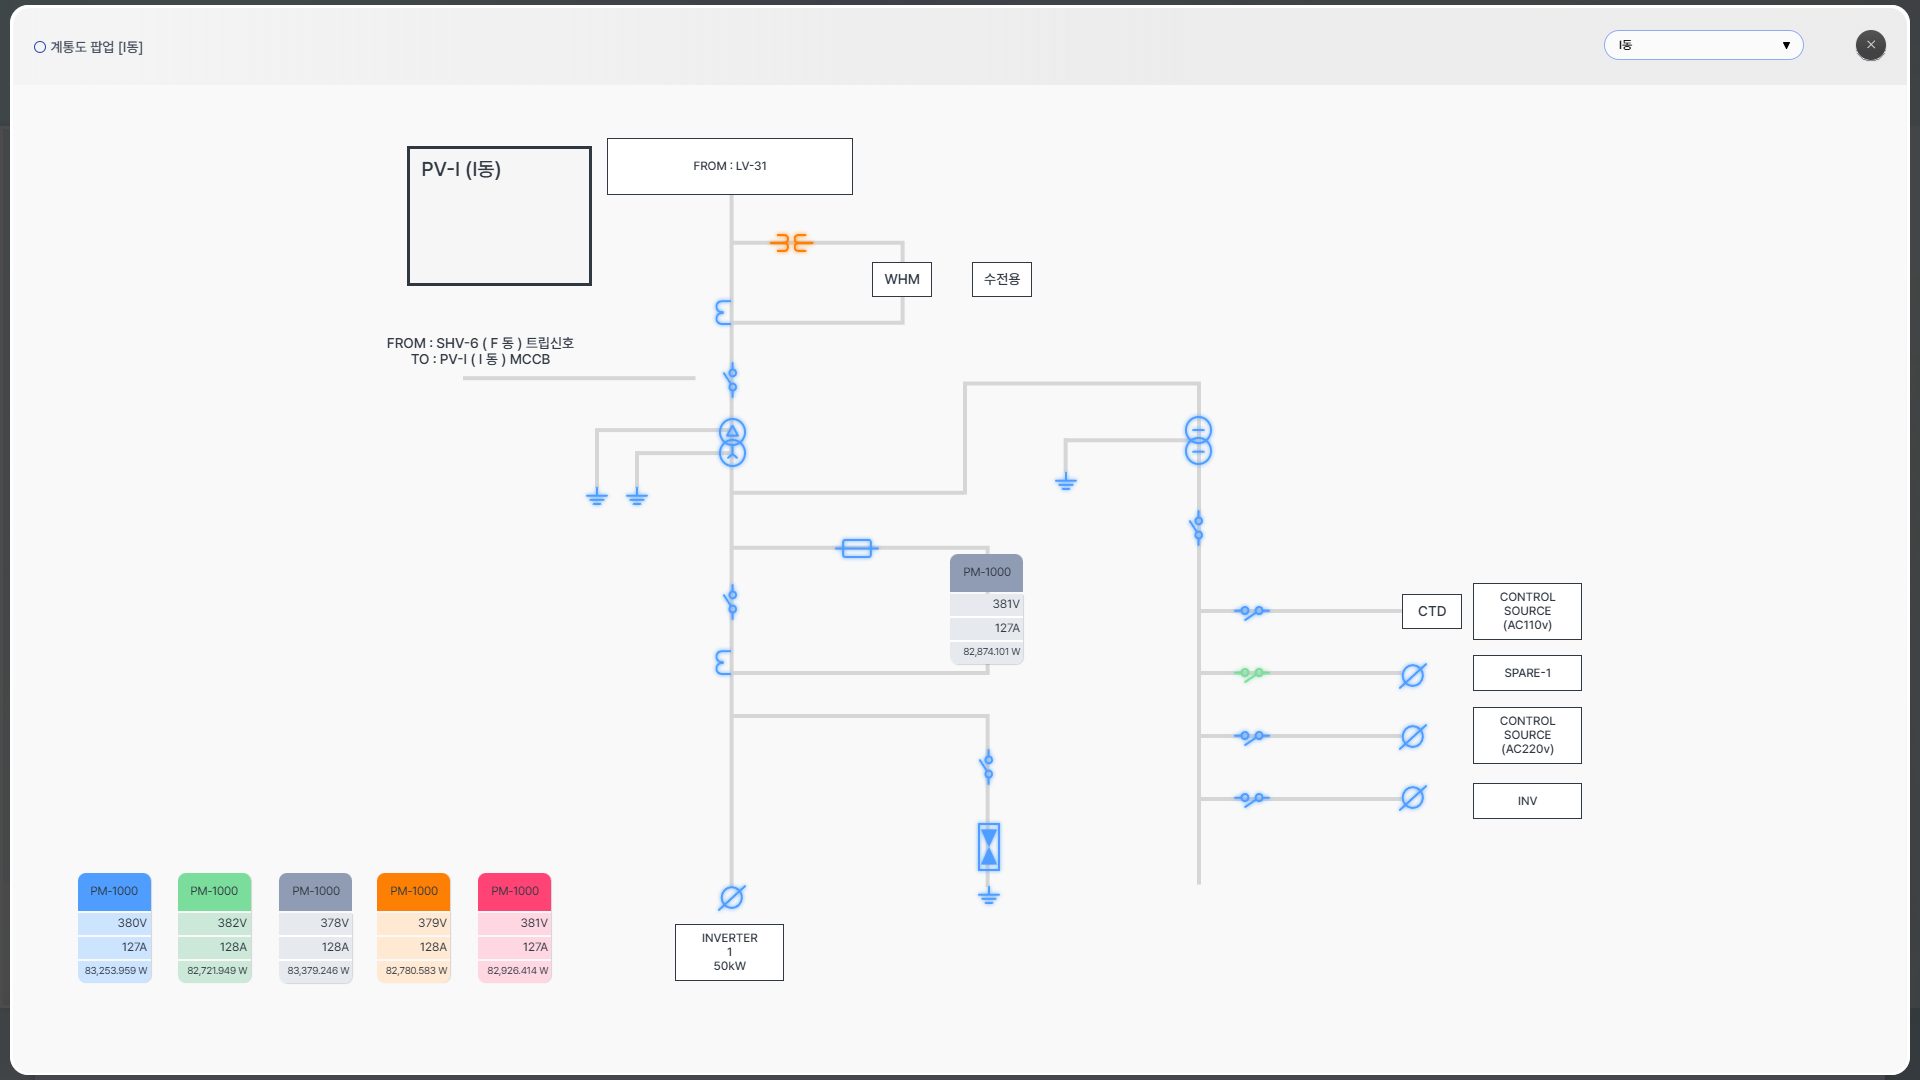 계통도 팝업 [I동]
I동
PV-I (I동)
FROM : LV-31
WHM
수전용
FROM : SHV-6 ( F 동 ) 트립신호
TO : PV-I ( I 동 ) MCCB
PM-1000
381V
127A
82,874.101 W
CTD
CONTROL
SOURCE
(AC110v)
SPARE-1
CONTROL
SOURCE
(AC220v)
INV
PM-1000
380V
127A
83,253.959 W
PM-1000
382V
128A
82,721.949 W
PM-1000
378V
128A
83,379.246 W
PM-1000
379V
128A
82,780.583 W
PM-1000
381V
127A
82,926.414 W
INVERTER
1
50kW